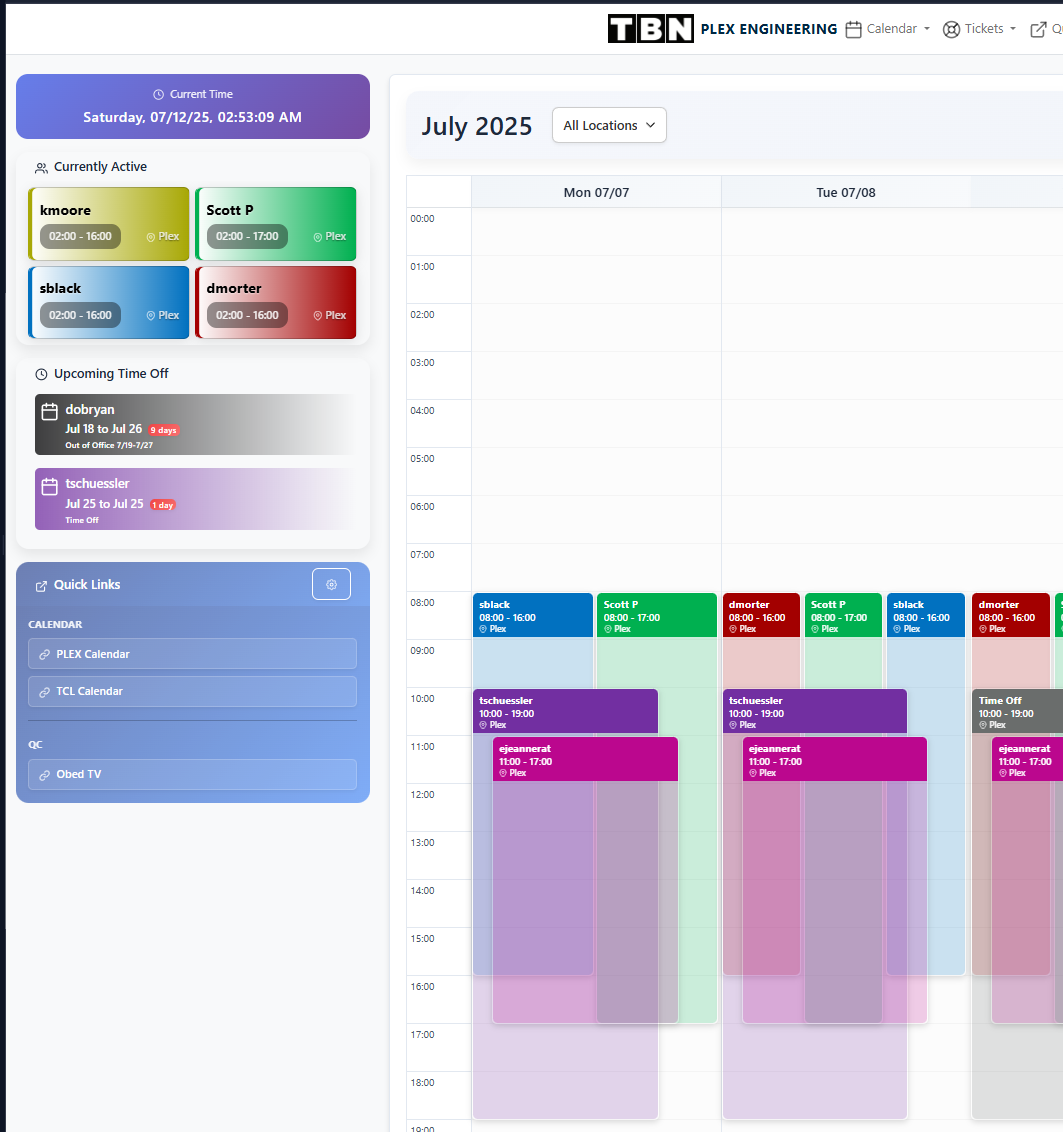 TBN PLEX ENGINEERING Calendar Tickets
Current Time
Saturday, 07/12/25, 02:53:09 AM
Currently Active
kmoore
02:00 - 16:00 Plex
Scott P
02:00 - 17:00 Plex
sblack
02:00 - 16:00 Plex
dmorter
02:00 - 16:00 Plex
Upcoming Time Off
dobryan
Jul 18 to Jul 26 9 days
Out of Office 7/19-7/27
tschuessler
Jul 25 to Jul 25 1 day
Time Off
Quick Links
CALENDAR
PLEX Calendar
TCL Calendar
QC
Obed TV
July 2025 All Locations
Mon 07/07 Tue 07/08
00:00
01:00
02:00
03:00
04:00
05:00
06:00
07:00
08:00
09:00
10:00
11:00
12:00
13:00
14:00
15:00
16:00
17:00
18:00
19:00
sblack
08:00 - 16:00
Plex
Scott P
08:00 - 17:00
Plex
tschuessler
10:00 - 19:00
Plex
ejeannerat
11:00 - 17:00
Plex
dmorter
08:00 - 16:00
Plex
Scott P
08:00 - 17:00
Plex
sblack
08:00 - 16:00
Plex
tschuessler
10:00 - 19:00
Plex
ejeannerat
11:00 - 17:00
Plex
dmorter
08:00 - 16:00
Plex
Time Off
10:00 - 19:00
Plex
ejeannerat
11:00 - 17:00
Plex